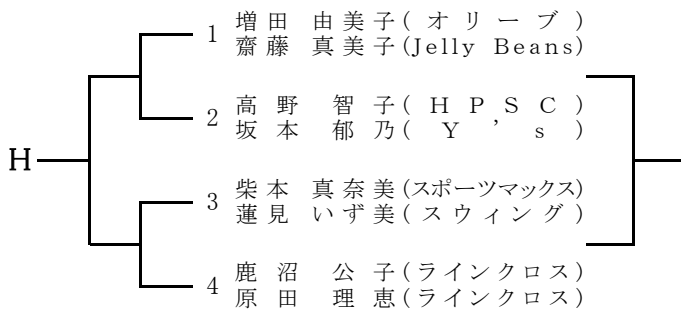 H
1 増田 由美子(オリーブ)
齋藤 真美子(Jelly Beans)
2 高野 智子(HP,SC)
坂本 郁乃(Y's)
3 柴本 真奈美(スポーツマックス)
蓮見 いず美(スウィング)
4 鹿沼 公子(ラインクロス)
原田 理恵(ラインクロス)